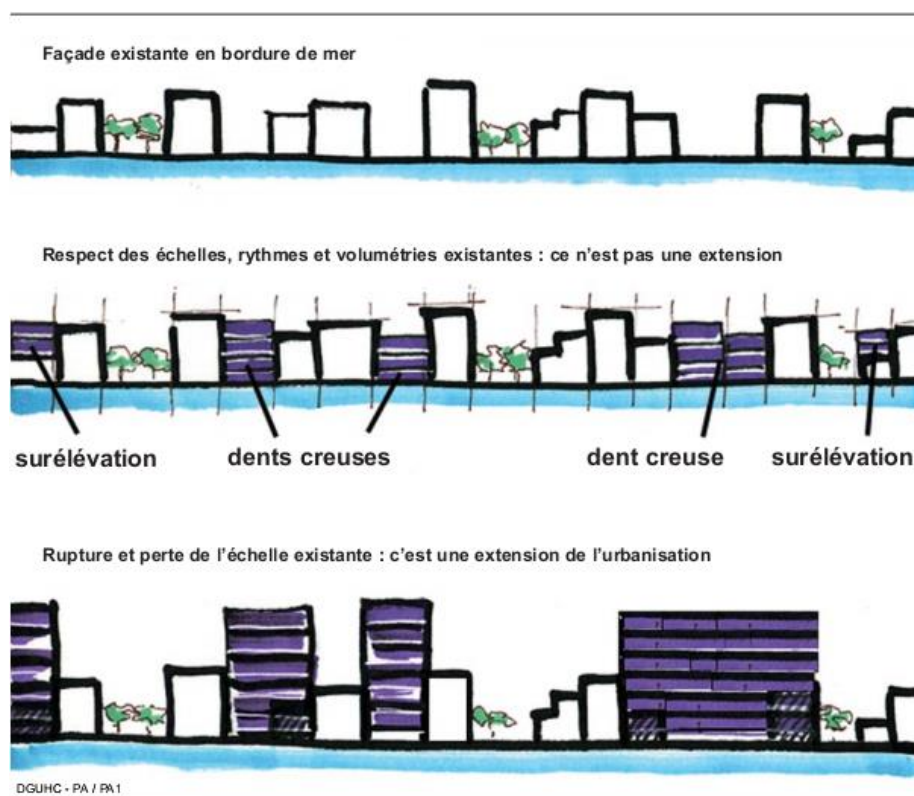 Façade existante en bordure de mer
Respect des échelles, rythmes et volumétries existantes : ce n'est pas une extension
surélévation dents creuses dent creuse surélévation
Rupture et perte de l'échelle existante : c'est une extension de l'urbanisation
DGUHC - PA / PA1